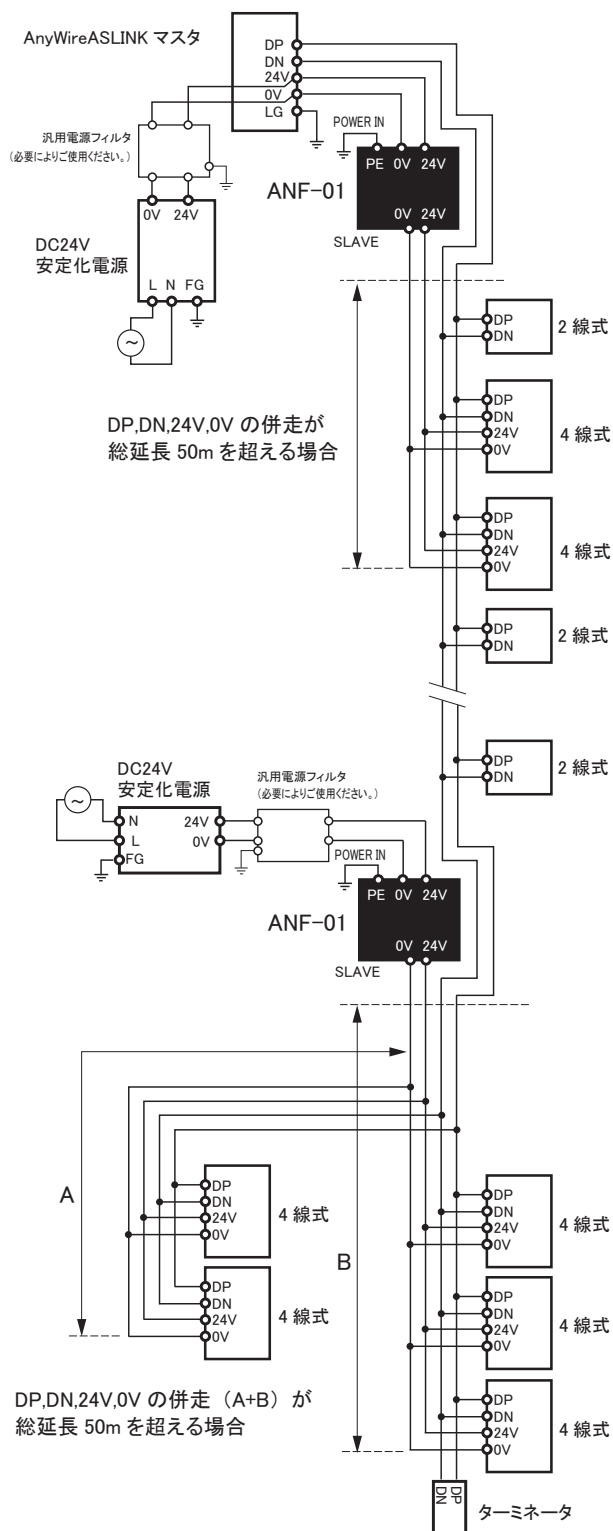 AnyWireASLINK マスタ
DP
DN
24V
0V
LG
汎用電源フィルタ
(必要によりご使用ください。)
0V 24V
DC24V
安定化電源
L N FG
~
POWER IN
PE 0V 24V
ANF-01
0V 24V
SLAVE
DP
DN
2 線式
DP,DN,24V,0V の併走が
総延長 50m を超える場合
DP
DN
24V
0V
4 線式
DP
DN
24V
0V
4 線式
DP
DN
2 線式
DP
DN
2 線式
DC24V
安定化電源
~
N
L
FG
24V
0V
汎用電源フィルタ
(必要によりご使用ください。)
POWER IN
PE 0V 24V
ANF-01
0V 24V
SLAVE
A
DP
DN
24V
0V
4 線式
DP
DN
24V
0V
4 線式
B
DP
DN
24V
0V
4 線式
DP
DN
24V
0V
4 線式
DP
DN
24V
0V
4 線式
DP,DN,24V,0V の併走（A+B）が
総延長 50m を超える場合
DN
DP
ターミネータ